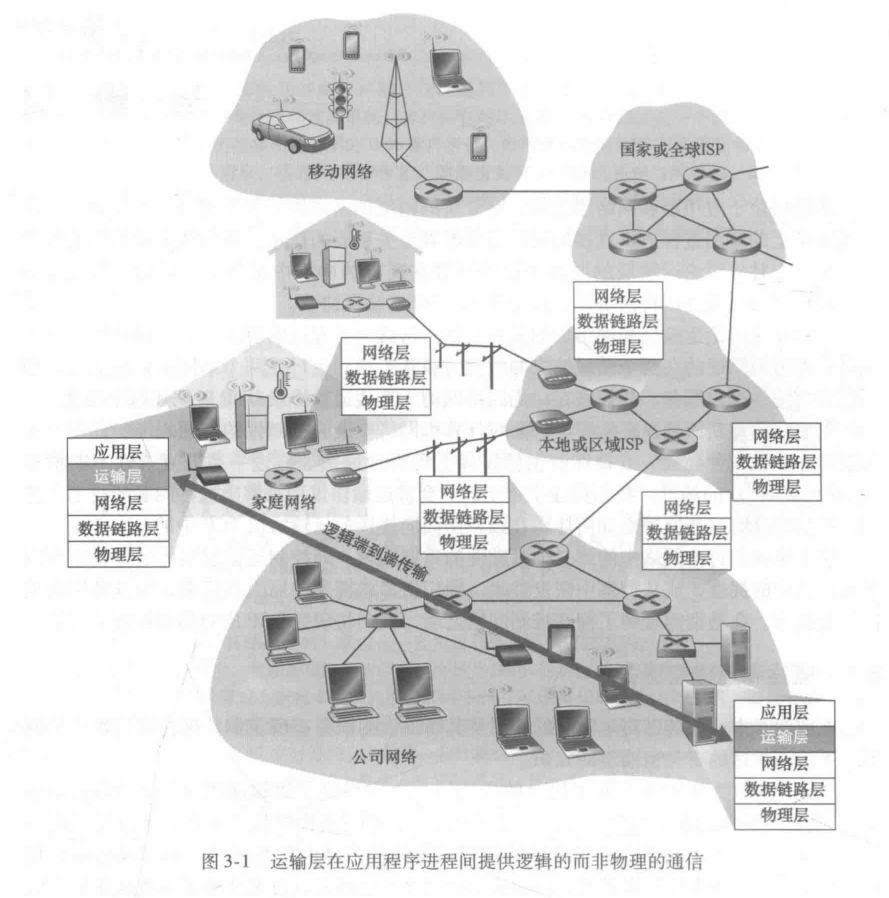 移动网络
国家或全球ISP
网络层
数据链路层
物理层
网络层
数据链路层
物理层
本地或区域ISP
网络层
数据链路层
物理层
应用层
运输层
网络层
数据链路层
物理层
家庭网络
网络层
数据链路层
物理层
网络层
数据链路层
物理层
逻辑端到端传输
公司网络
应用层
运输层
网络层
数据链路层
物理层
图 3-1 运输层在应用程序进程间提供逻辑的而非物理的通信